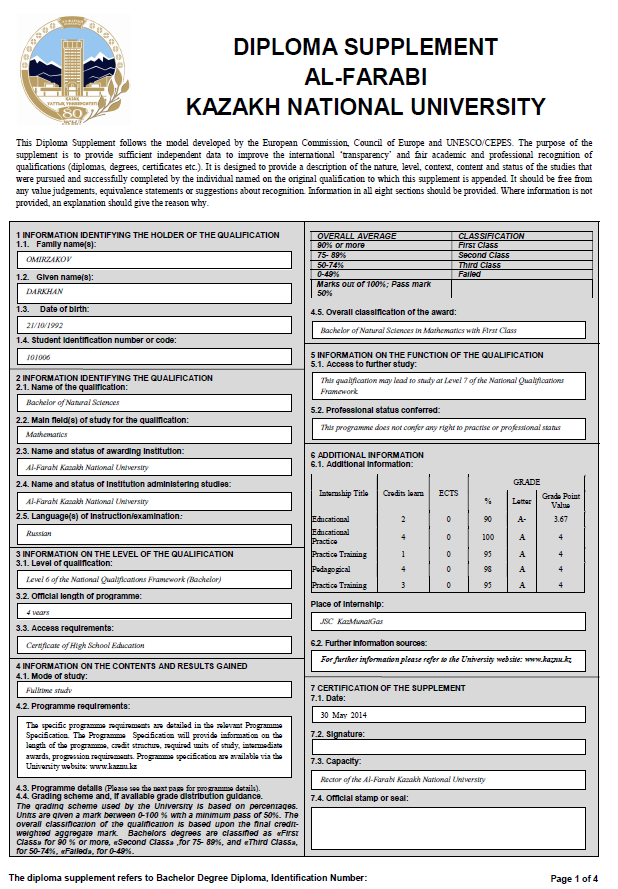 DIPLOMA SUPPLEMENT
AL-FARABI
KAZAKH NATIONAL UNIVERSITY
This Diploma Supplement follows the model developed by the European Commission, Council of Europe and UNESCO/CEPES. The purpose of the
supplement is to provide sufficient independent data to improve the international 'transparency' and fair academic and professional recognition of
qualifications (diplomas, degrees, certificates etc.). It is designed to provide a description of the nature, level, context, content and status of the studies that
were pursued and successfully completed by the individual named on the original qualification to which this supplement is appended. It should be free from
any value judgements, equivalence statements or suggestions about recognition. Information in all eight sections should be provided. Where information is not
provided, an explanation should give the reason why.
1 INFORMATION IDENTIFYING THE HOLDER OF THE QUALIFICATION
1.1. Family name(s):
OMIRZAKOV
1.2. Given name(s):
DARKHAN
1.3. Date of birth:
21/10/1992
1.4. Student identification number or code:
101006
2 INFORMATION IDENTIFYING THE QUALIFICATION
2.1. Name of the qualification:
Bachelor of Natural Sciences
2.2. Main field(s) of study for the qualification:
Mathematics
2.3. Name and status of awarding institution:
Al-Farabi Kazakh National University
2.4. Name and status of institution administering studies:
Al-Farabi Kazakh National University
2.5. Language(s) of instruction/examination:
Russian
3 INFORMATION ON THE LEVEL OF THE QUALIFICATION
3.1. Level of qualification:
Level 6 of the National Qualifications Framework (Bachelor)
3.2. Official length of programme:
4 years
3.3. Access requirements:
Certificate of High School Education
4 INFORMATION ON THE CONTENTS AND RESULTS GAINED
4.1. Mode of study:
Fulltime study
4.2. Programme requirements:
The specific programme requirements are detailed in the relevant Programme
Specification. The Programme Specification will provide information on the
length of the programme, credit structure, required units of study, intermediate
awards, progression requirements. Programme specification are available via the
University website: www.kaznu.kz
4.3. Programme details (Please see the next page for programme details).
4.4. Grading scheme and, if available grade distribution guidance.
The grading scheme used by the University is based on percentages.
Units are given a mark between 0-100 % with a minimum pass of 50%. The
overall classification of the qualification is based upon the final credit-
weighted aggregate mark. Bachelors degrees are classified as «First
Class» for 90 % or more, «Second Class» ,for 75- 89%, and «Third Class»,
for 50-74%, «Failed», for 0-49%.
OVERALL AVERAGE CLASSIFICATION
90% or more First Class
75- 89% Second Class
50-74% Third Class
0-49% Failed
Marks out of 100%; Pass mark
50%
4.5. Overall classification of the award:
Bachelor of Natural Sciences in Mathematics with First Class
5 INFORMATION ON THE FUNCTION OF THE QUALIFICATION
5.1. Access to further study:
This qualification may lead to study at Level 7 of the National Qualifications
Framework.
5.2. Professional status conferred:
This programme does not confer any right to practise or professional status
6 ADDITIONAL INFORMATION
6.1. Additional information:
Internship Title Credits learn ECTS GRADE
% Letter Grade Point
Value
Educational 2 0 90 A- 3.67
Educational
Practice 4 0 100 A 4
Practice Training 1 0 95 A 4
Pedagogical 4 0 98 A 4
Practice Training 3 0 95 A 4
Place of internship:
JSC KazMunaiGas
6.2. Further information sources:
For further information please refer to the University website: www.kaznu.kz
7 CERTIFICATION OF THE SUPPLEMENT
7.1. Date:
30 May 2014
7.2. Signature:
7.3. Capacity:
Rector of the Al-Farabi Kazakh National University
7.4. Official stamp or seal:
The diploma supplement refers to Bachelor Degree Diploma, Identification Number:
Page 1 of 4